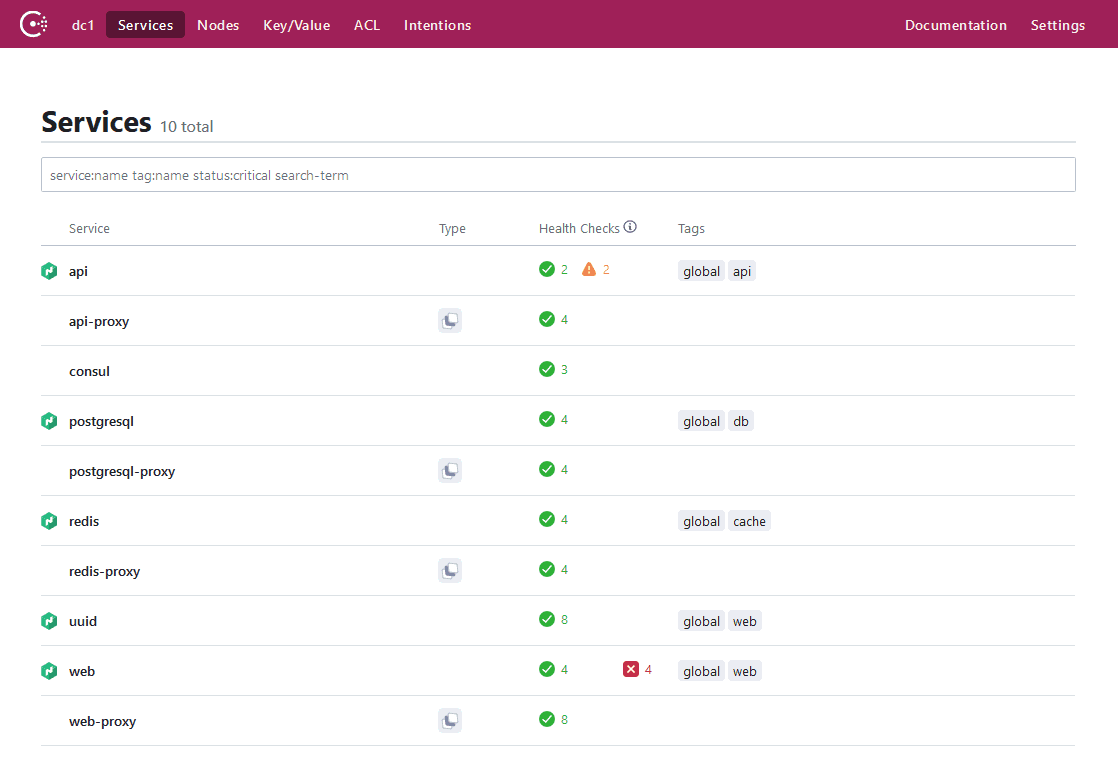 dc1 Services Nodes Key/Value ACL Intentions Documentation Settings
Services 10 total
service:name tag:name status:critical search-term
Service Type Health Checks Tags
api 2 2 global api
api-proxy 4
consul 3
postgresql 4 global db
postgresql-proxy 4
redis 4 global cache
redis-proxy 4
uuid 8 global web
web 4 4 global web
web-proxy 8